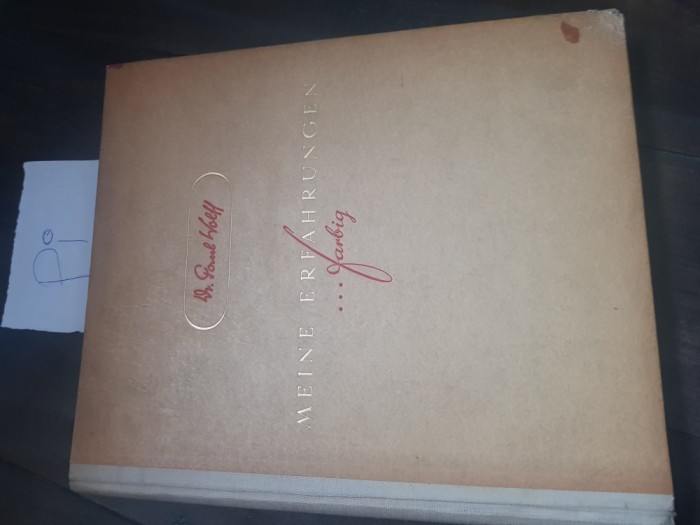 Dr. Paul Wolff
MEINE ERFAHRUNGEN
... farbig